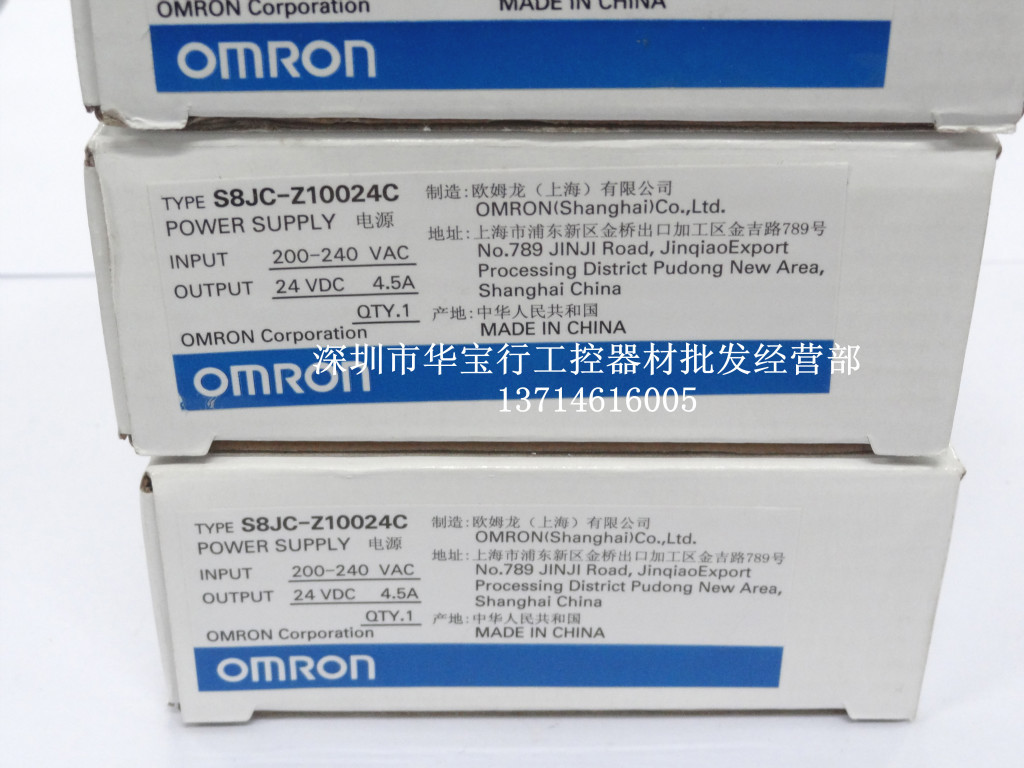 OMRON Corporation
MADE IN CHINA
OMRON
TYPE S8JC-Z10024C
POWER SUPPLY 电源
INPUT 200-240 VAC
OUTPUT 24 VDC 4.5A
QTY.1
OMRON Corporation
制造:欧姆龙(上海)有限公司
OMRON(Shanghai)Co.,Ltd.
地址:上海市浦东新区金桥出口加工区金吉路789号
No.789 JINJI Road, JinqiaoExport
Processing District Pudong New Area,
Shanghai China
产地:中华人民共和国
MADE IN CHINA
OMRON
深圳市华宝行工控器材批发经营部
13714616005
TYPE S8JC-Z10024C
POWER SUPPLY 电源
INPUT 200-240 VAC
OUTPUT 24 VDC 4.5A
QTY.1
OMRON Corporation
制造:欧姆龙(上海)有限公司
OMRON(Shanghai)Co.,Ltd.
地址:上海市浦东新区金桥出口加工区金吉路789号
No.789 JINJI Road, JinqiaoExport
Processing District Pudong New Area,
Shanghai China
产地:中华人民共和国
MADE IN CHINA
OMRON